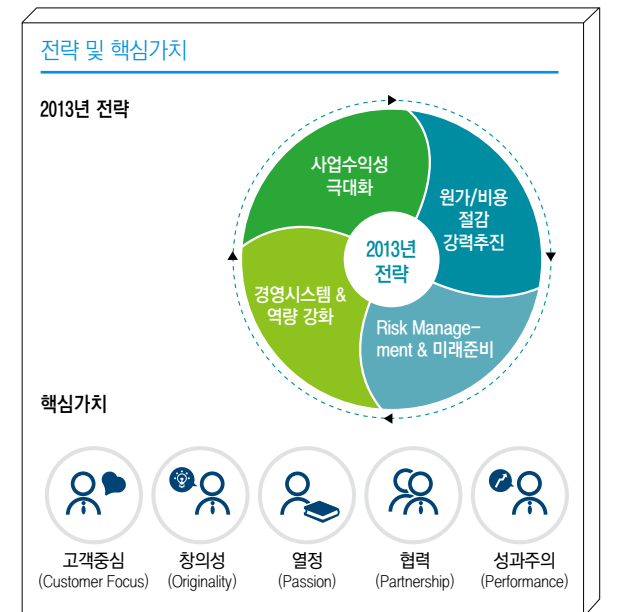 전략 및 핵심가치
2013년 전략
사업수익성
극대화
원가/비용
절감
강력추진
2013년
전략
경영시스템 &
역량 강화
Risk Manage-
ment & 미래준비
핵심가치
고객중심
(Customer Focus)
창의성
(Originality)
열정
(Passion)
협력
(Partnership)
성과주의
(Performance)